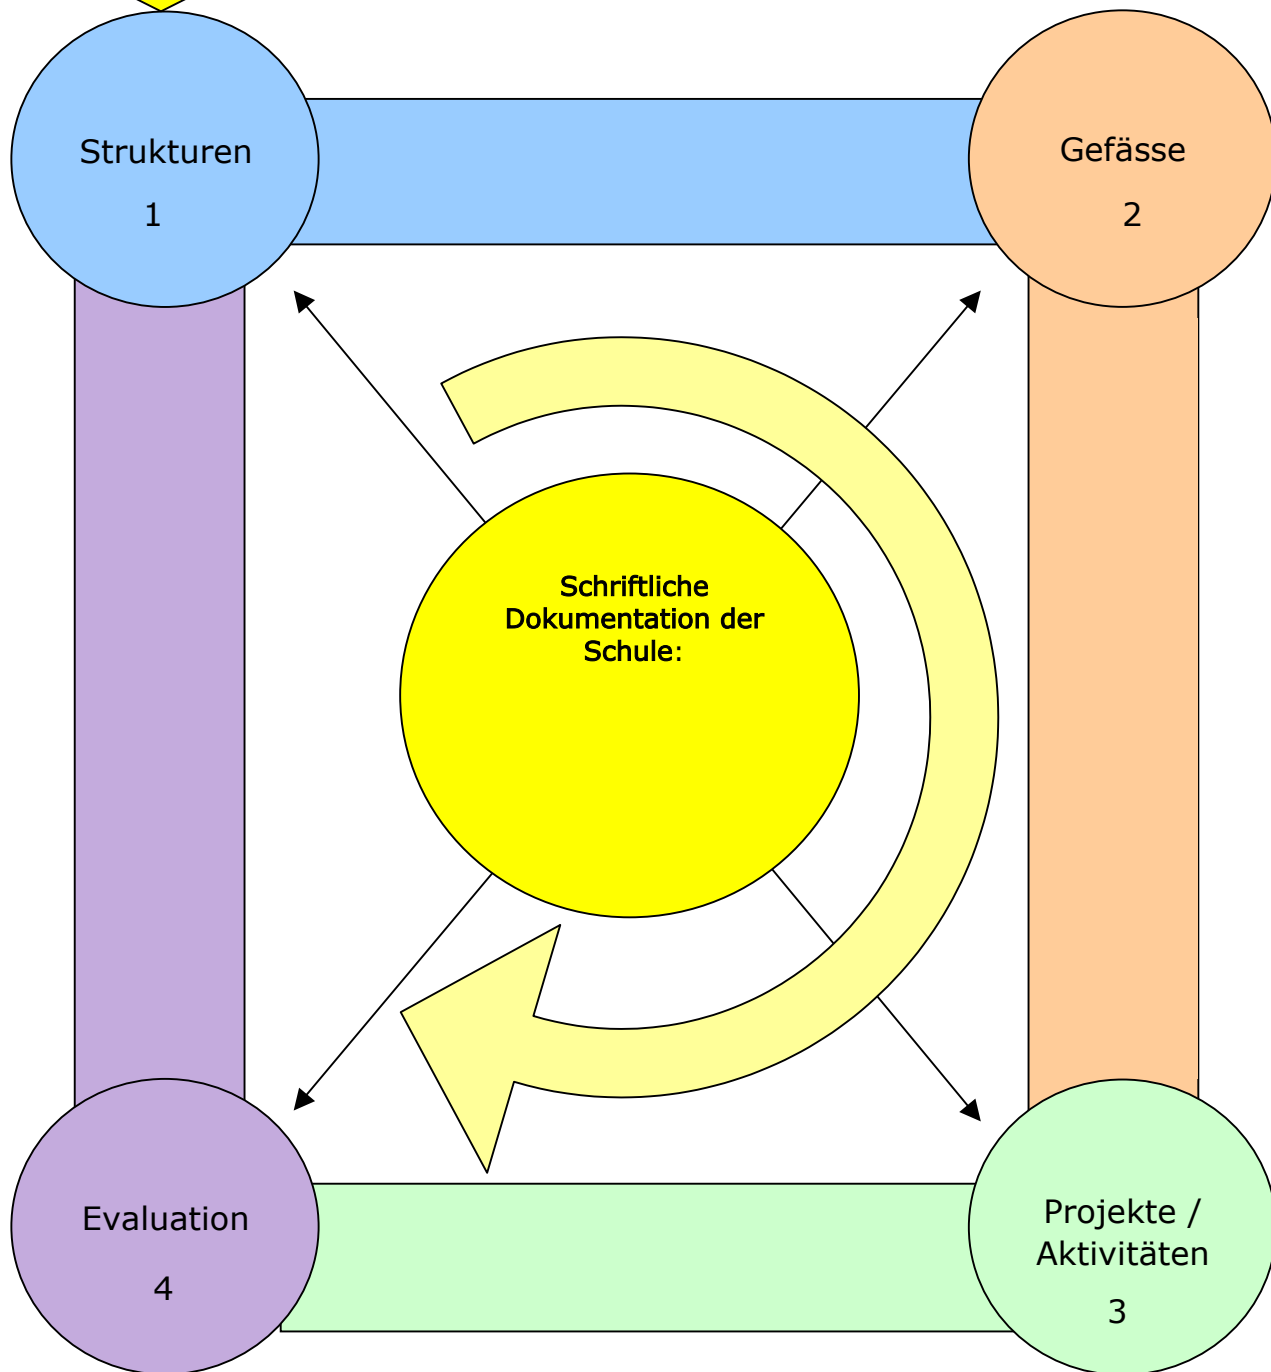 Strukturen
1
Gefässe
2
Schriftliche
Dokumentation der
Schule:
Evaluation
4
Projekte /
Aktivitäten
3